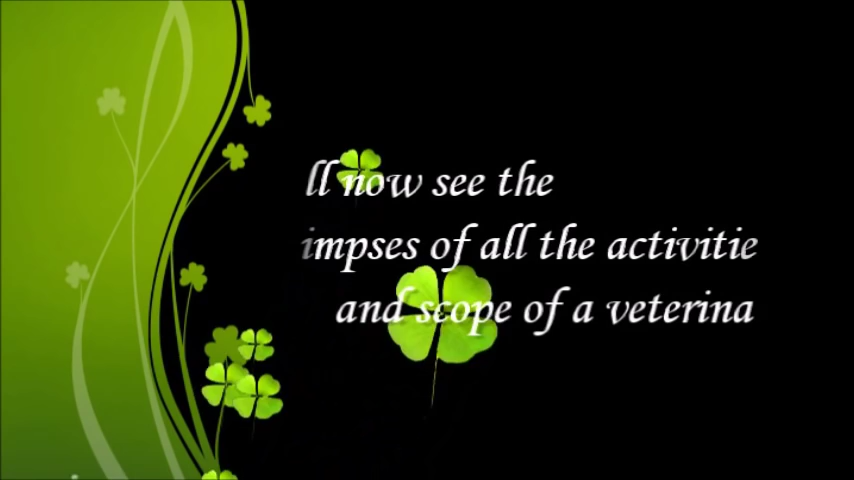 ll now see the
impses of all the activitie
and scope of a veterina